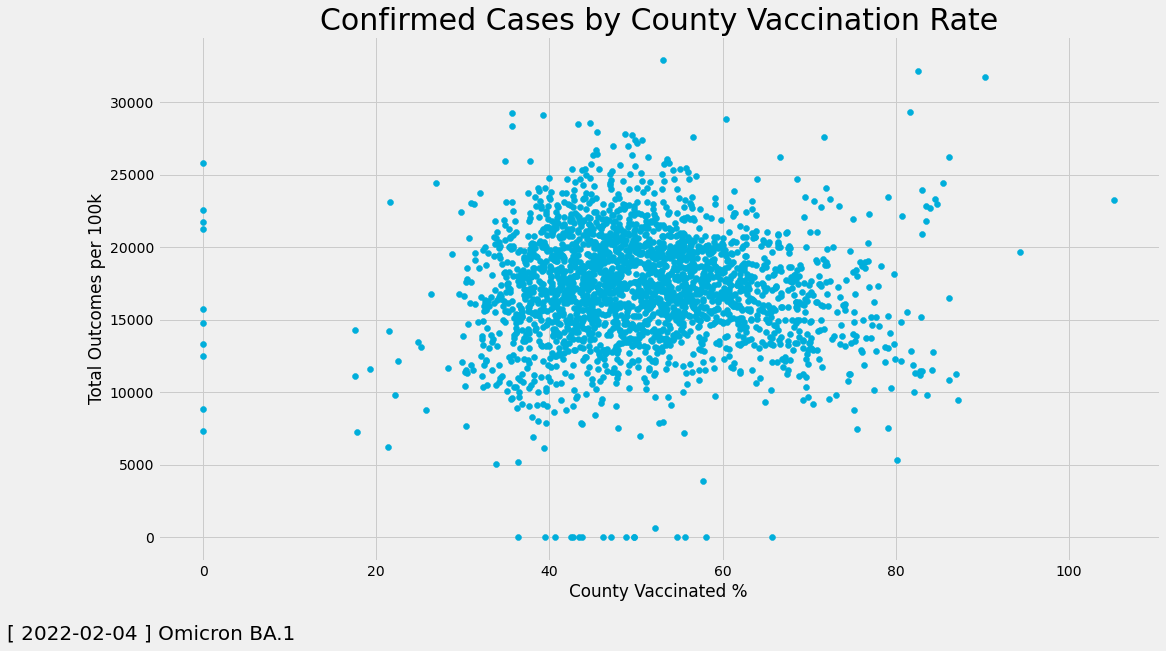 Confirmed Cases by County Vaccination Rate
Total Outcomes per 100k
30000
25000
20000
15000
10000
5000
0
0 20 40 60 80 100
County Vaccinated %
[ 2022-02-04 ] Omicron BA.1